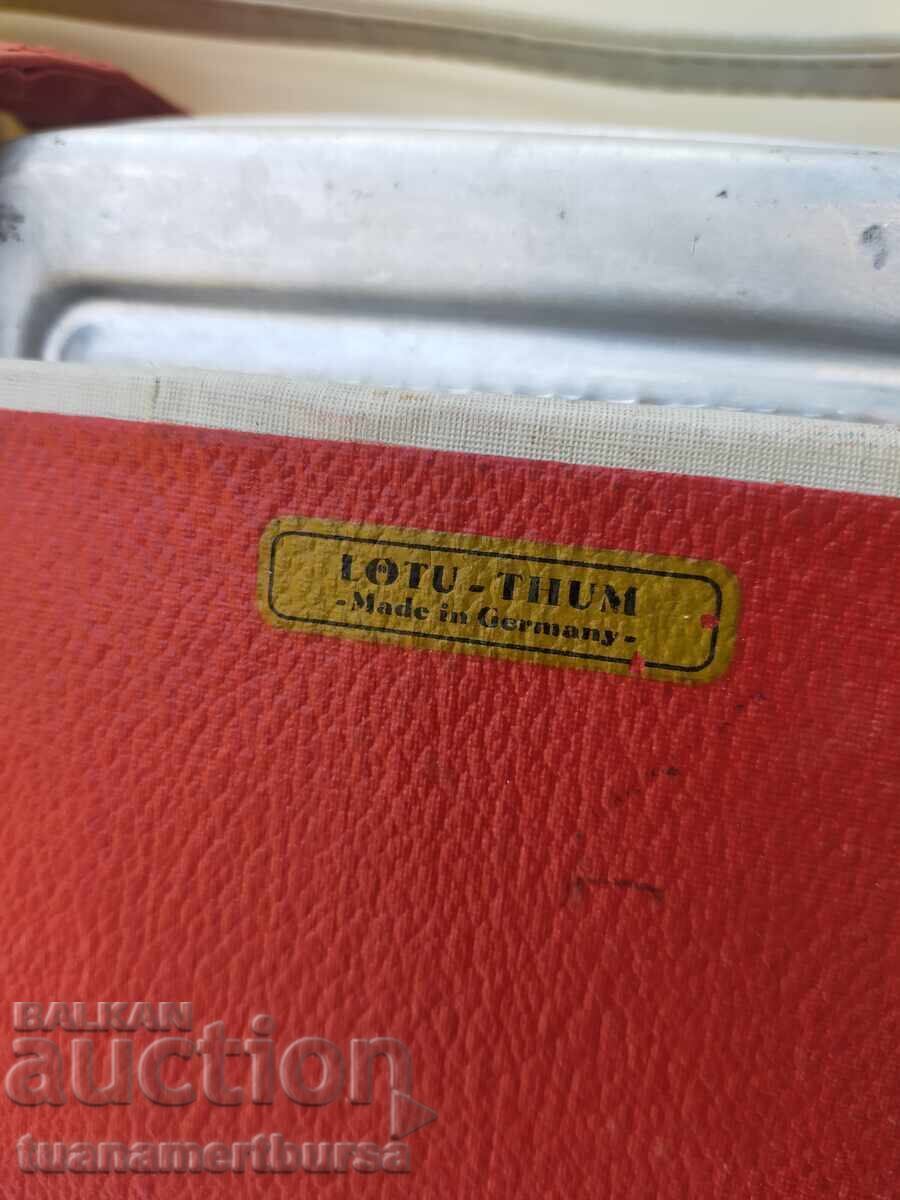 LOTU - THUM
- Made in Germany -
BALKAN
auction
tuanamertbursa